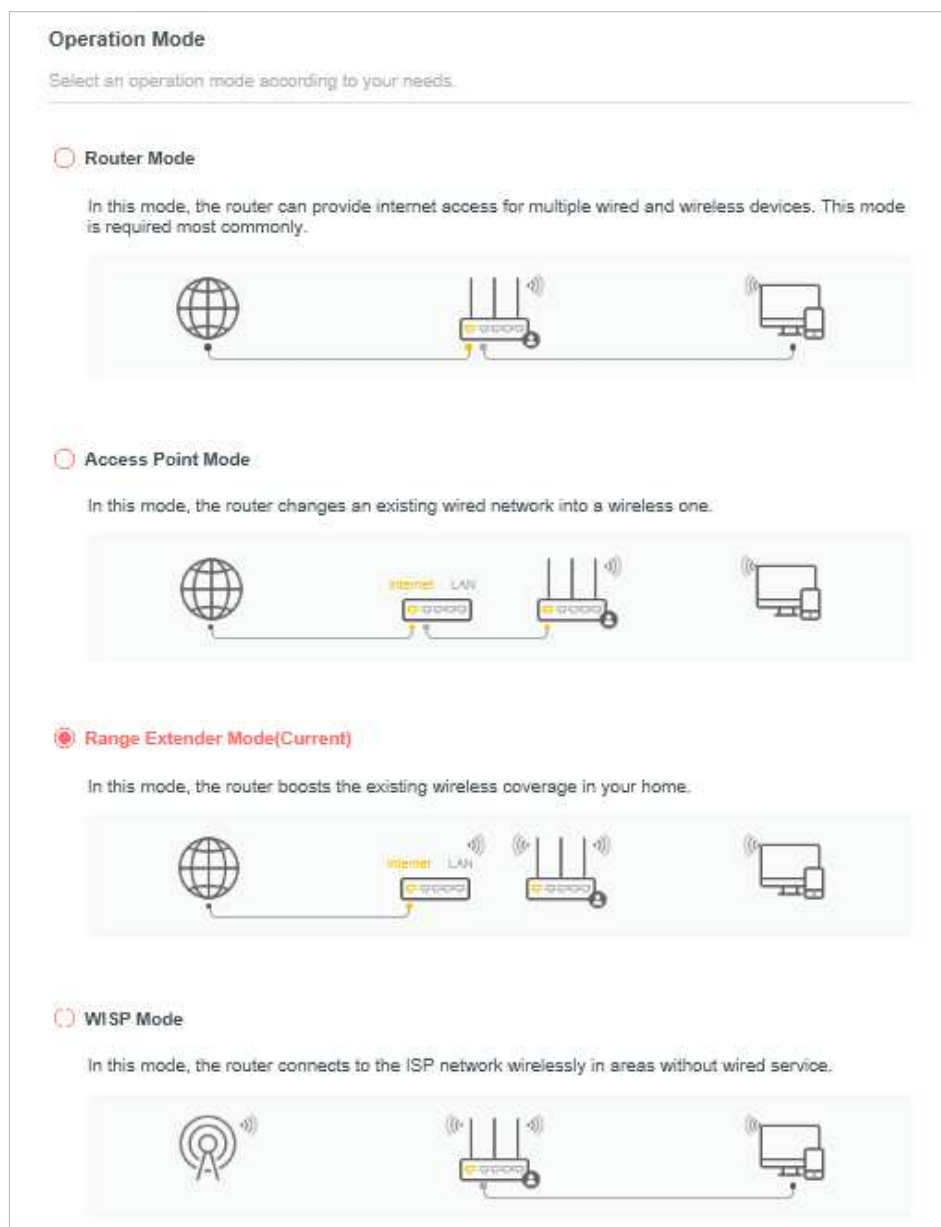 Operation Mode
Select an operation mode according to your needs.
Router Mode
In this mode, the router can provide internet access for multiple wired and wireless devices. This mode
is required most commonly.
Access Point Mode
In this mode, the router changes an existing wired network into a wireless one.
Internet LAN
Range Extender Mode(Current)
In this mode, the router boosts the existing wireless coverage in your home.
Internet LAN
WISP Mode
In this mode, the router connects to the ISP network wirelessly in areas without wired service.